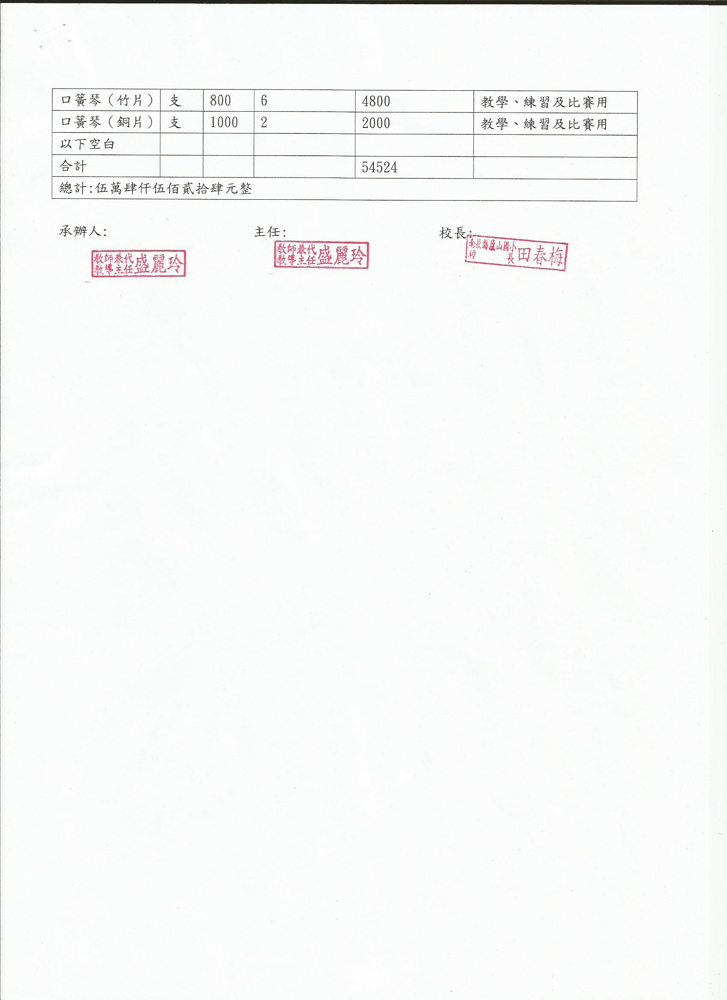 口簧琴（竹片） 支 800 6 4800 教學、練習及比賽用
口簧琴（銅片） 支 1000 2 2000 教學、練習及比賽用
以下空白
合計 54524
總計:伍萬肆仟伍佰貳拾肆元整
承辦人: 主任: 校長:
教師兼代
教導主任 盛麗玲
教師兼代
教導主任 盛麗玲
南投縣廬山國小
校長 田春梅